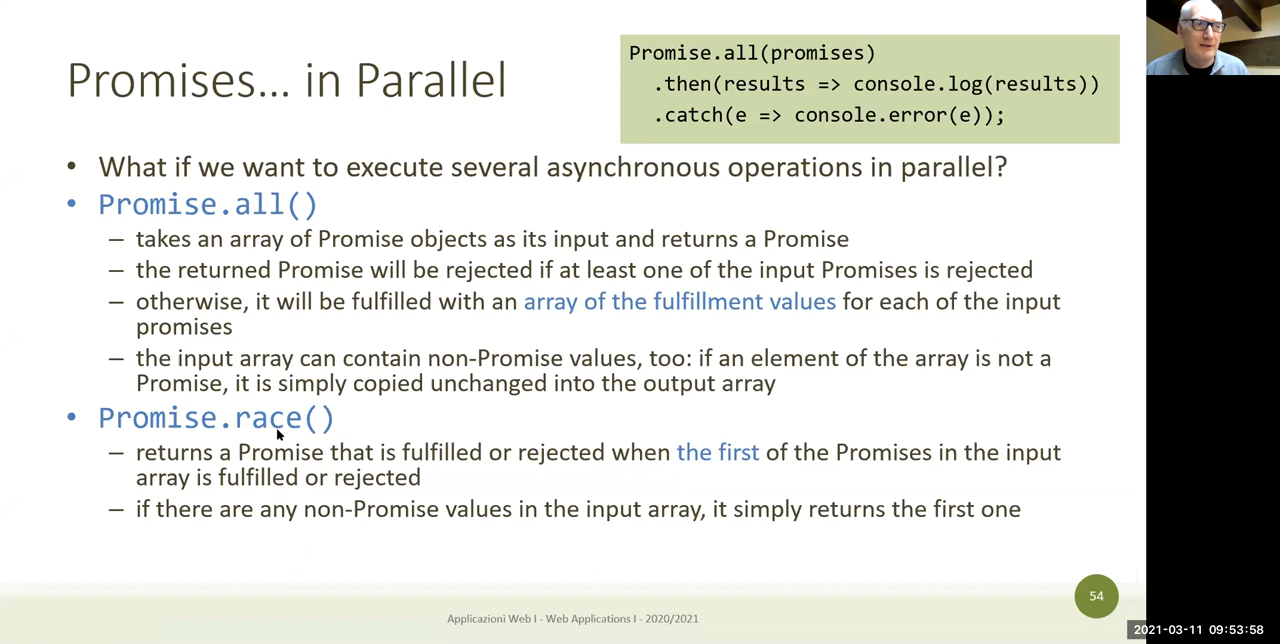 Promises... in Parallel
Promise.all(promises)
.then(results => console.log(results))
.catch(e => console.error(e));
• What if we want to execute several asynchronous operations in parallel?
• Promise.all()
– takes an array of Promise objects as its input and returns a Promise
– the returned Promise will be rejected if at least one of the input Promises is rejected
– otherwise, it will be fulfilled with an array of the fulfillment values for each of the input
promises
– the input array can contain non-Promise values, too: if an element of the array is not a
Promise, it is simply copied unchanged into the output array
• Promise.race()
– returns a Promise that is fulfilled or rejected when the first of the Promises in the input
array is fulfilled or rejected
– if there are any non-Promise values in the input array, it simply returns the first one
Applicazioni Web I - Web Applications I - 2020/2021
54
2021-03-11 09:53:58